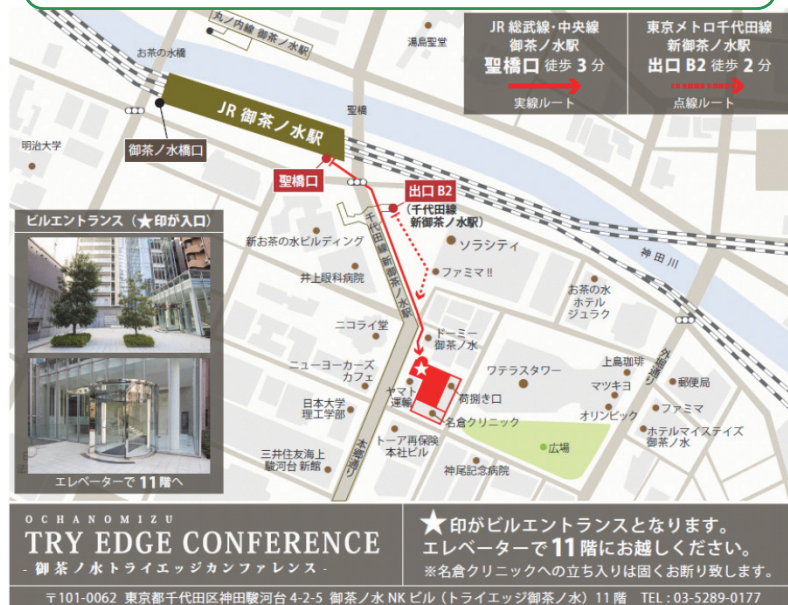 丸ノ内線 御茶ノ水駅
湯島聖堂
お茶の水橋
JR 総武線・中央線
御茶ノ水駅
聖橋口 徒歩 3 分
実線ルート
東京メトロ千代田線
新御茶ノ水駅
出口 B2 徒歩 2 分
点線ルート
JR 御茶ノ水駅
聖橋
明治大学
御茶ノ水橋口
聖橋口
出口 B2
(千代田線
新御茶ノ水駅)
千代田線新御茶ノ水駅
神田川
新お茶の水ビルディング
ソラシティ
井上眼科病院
ファミマ!!
お茶の水
ホテル
ジュラク
ニコライ堂
ドーミー
御茶ノ水
外堀通り
ニューヨーカーズ
カフェ
ワテラスタワー
上島珈琲
郵便局
ヤマト
運輸
荷捌き口
マツキヨ
日本大学
理工学部
名倉クリニック
オリンピック
ファミマ
ホテルマイステイズ
御茶ノ水
本郷通り
トーア再保険
本社ビル
広場
三井住友海上
駿河台 新館
神尾記念病院
ビルエントランス(★印が入口)
エレベーターで 11 階へ
OCHANOMIZU
TRY EDGE CONFERENCE
- 御茶ノ水トライエッジカンファレンス -
★印がビルエントランスとなります。
エレベーターで 11 階にお越しください。
※名倉クリニックへの立ち入りは固くお断り致します。
〒101-0062 東京都千代田区神田駿河台 4-2-5 御茶ノ水 NK ビル(トライエッジ御茶ノ水)11 階 TEL : 03-5289-0177